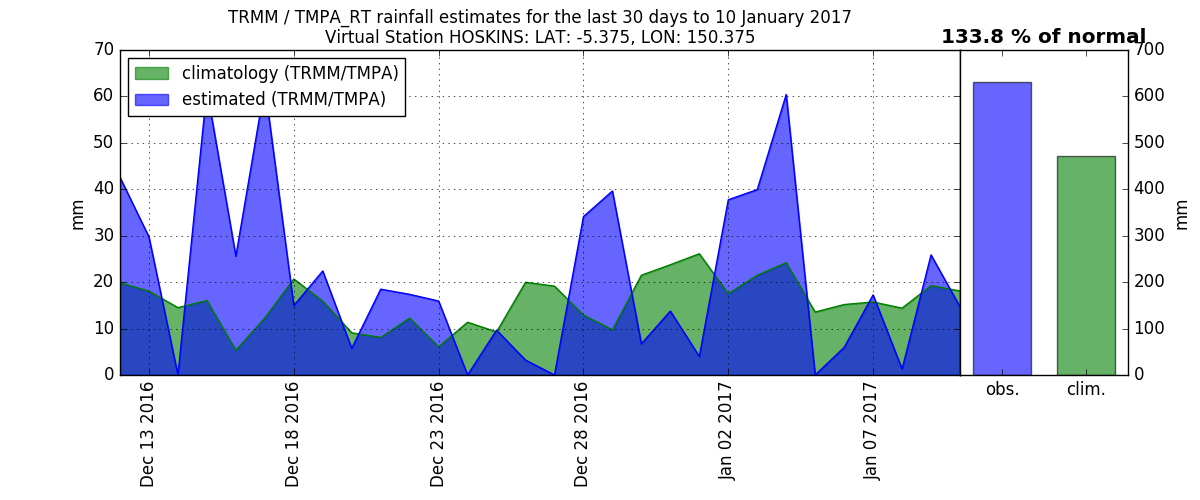 TRMM / TMPA_RT rainfall estimates for the last 30 days to 10 January 2017
Virtual Station HOSKINS: LAT: -5.375, LON: 150.375
133.8 % of normal
climatology (TRMM/TMPA)
estimated (TRMM/TMPA)
mm
70
60
50
40
30
20
10
0
Dec 13 2016
Dec 18 2016
Dec 23 2016
Dec 28 2016
Jan 02 2017
Jan 07 2017
obs.
clim.
700
600
500
400
300
200
100
0
mm